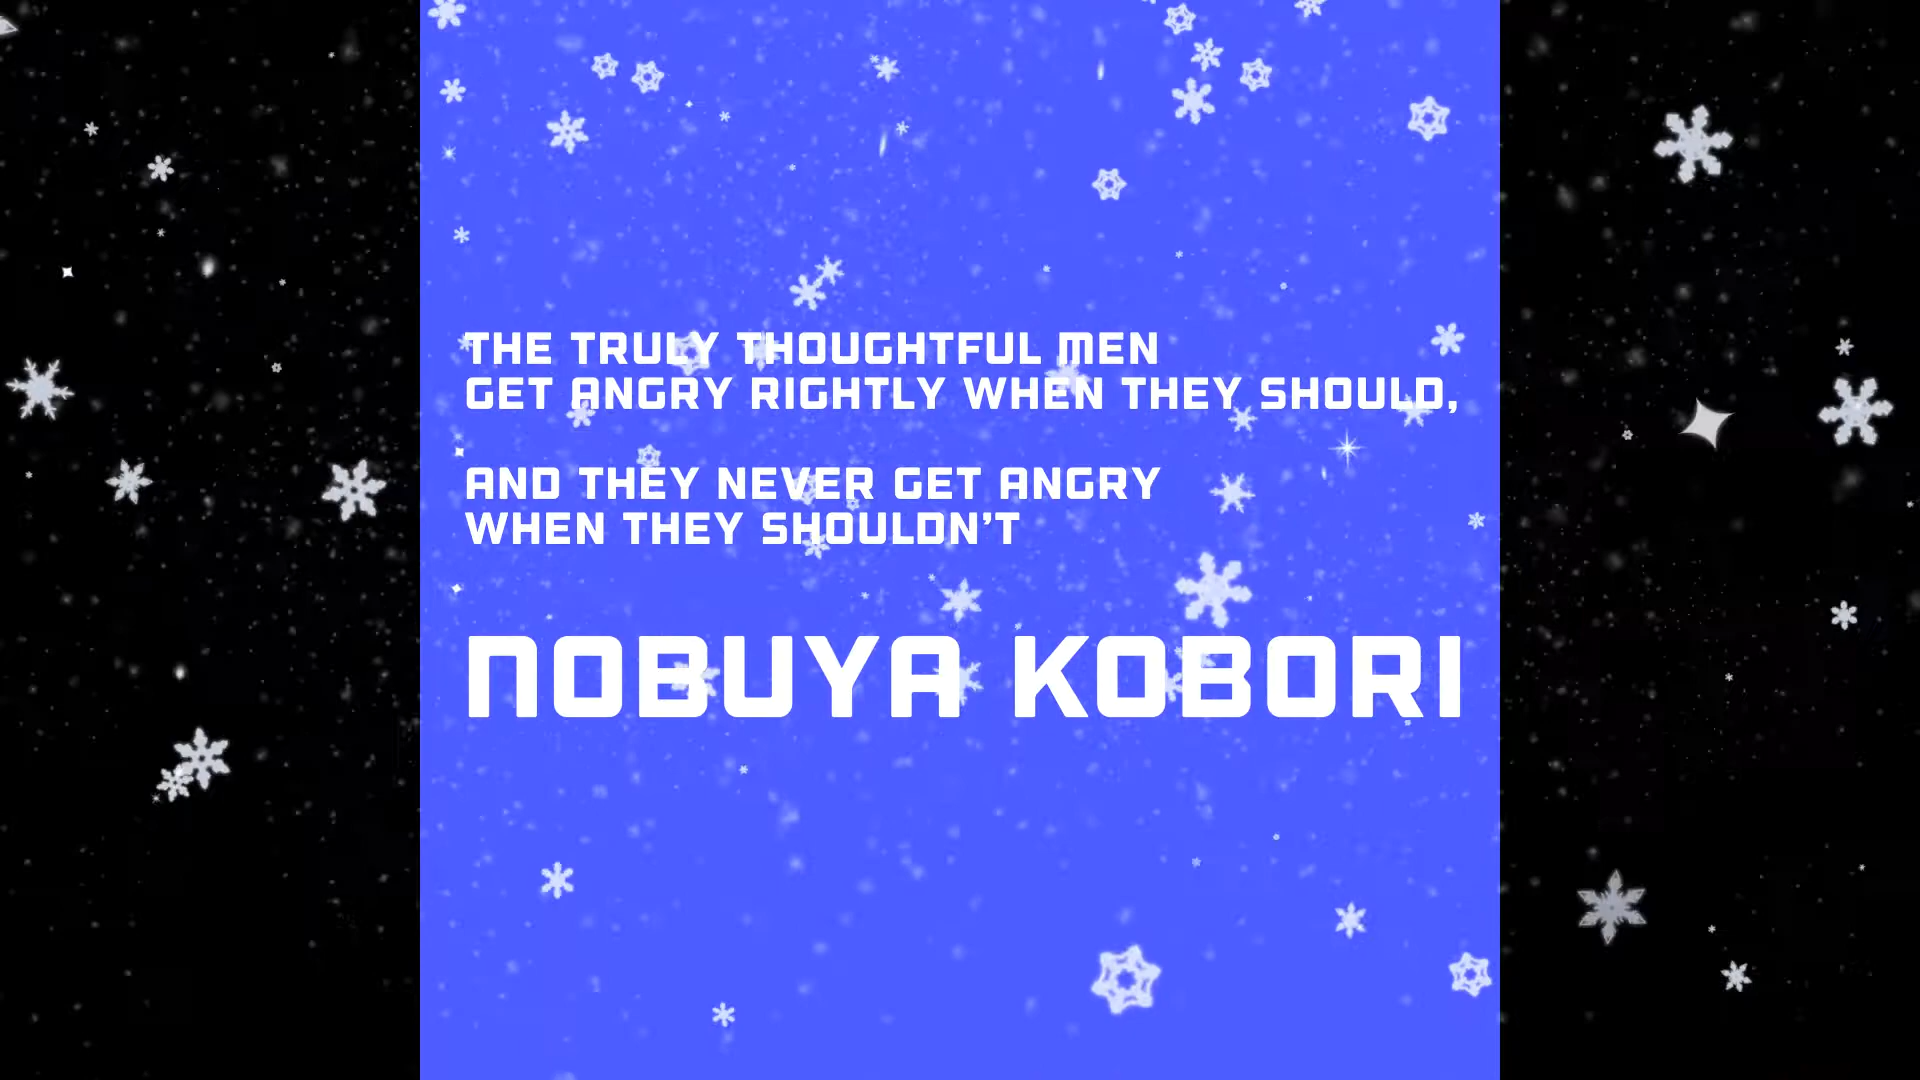 THE TRULY THOUGHTFUL MEN
GET ANGRY RIGHTLY WHEN THEY SHOULD,
AND THEY NEVER GET ANGRY
WHEN THEY SHOULDN'T
NOBUYA KOBORI